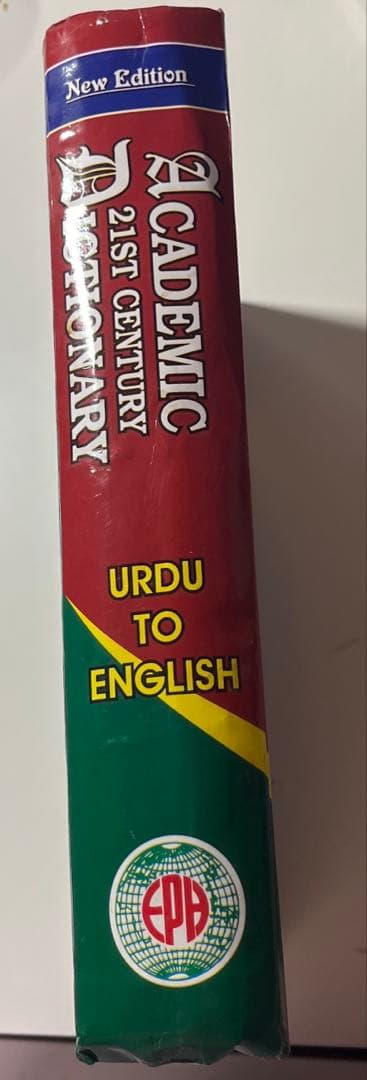 New Edition
ACADEMIC
21ST CENTURY
DICTIONARY
URDU
TO
ENGLISH
EPH